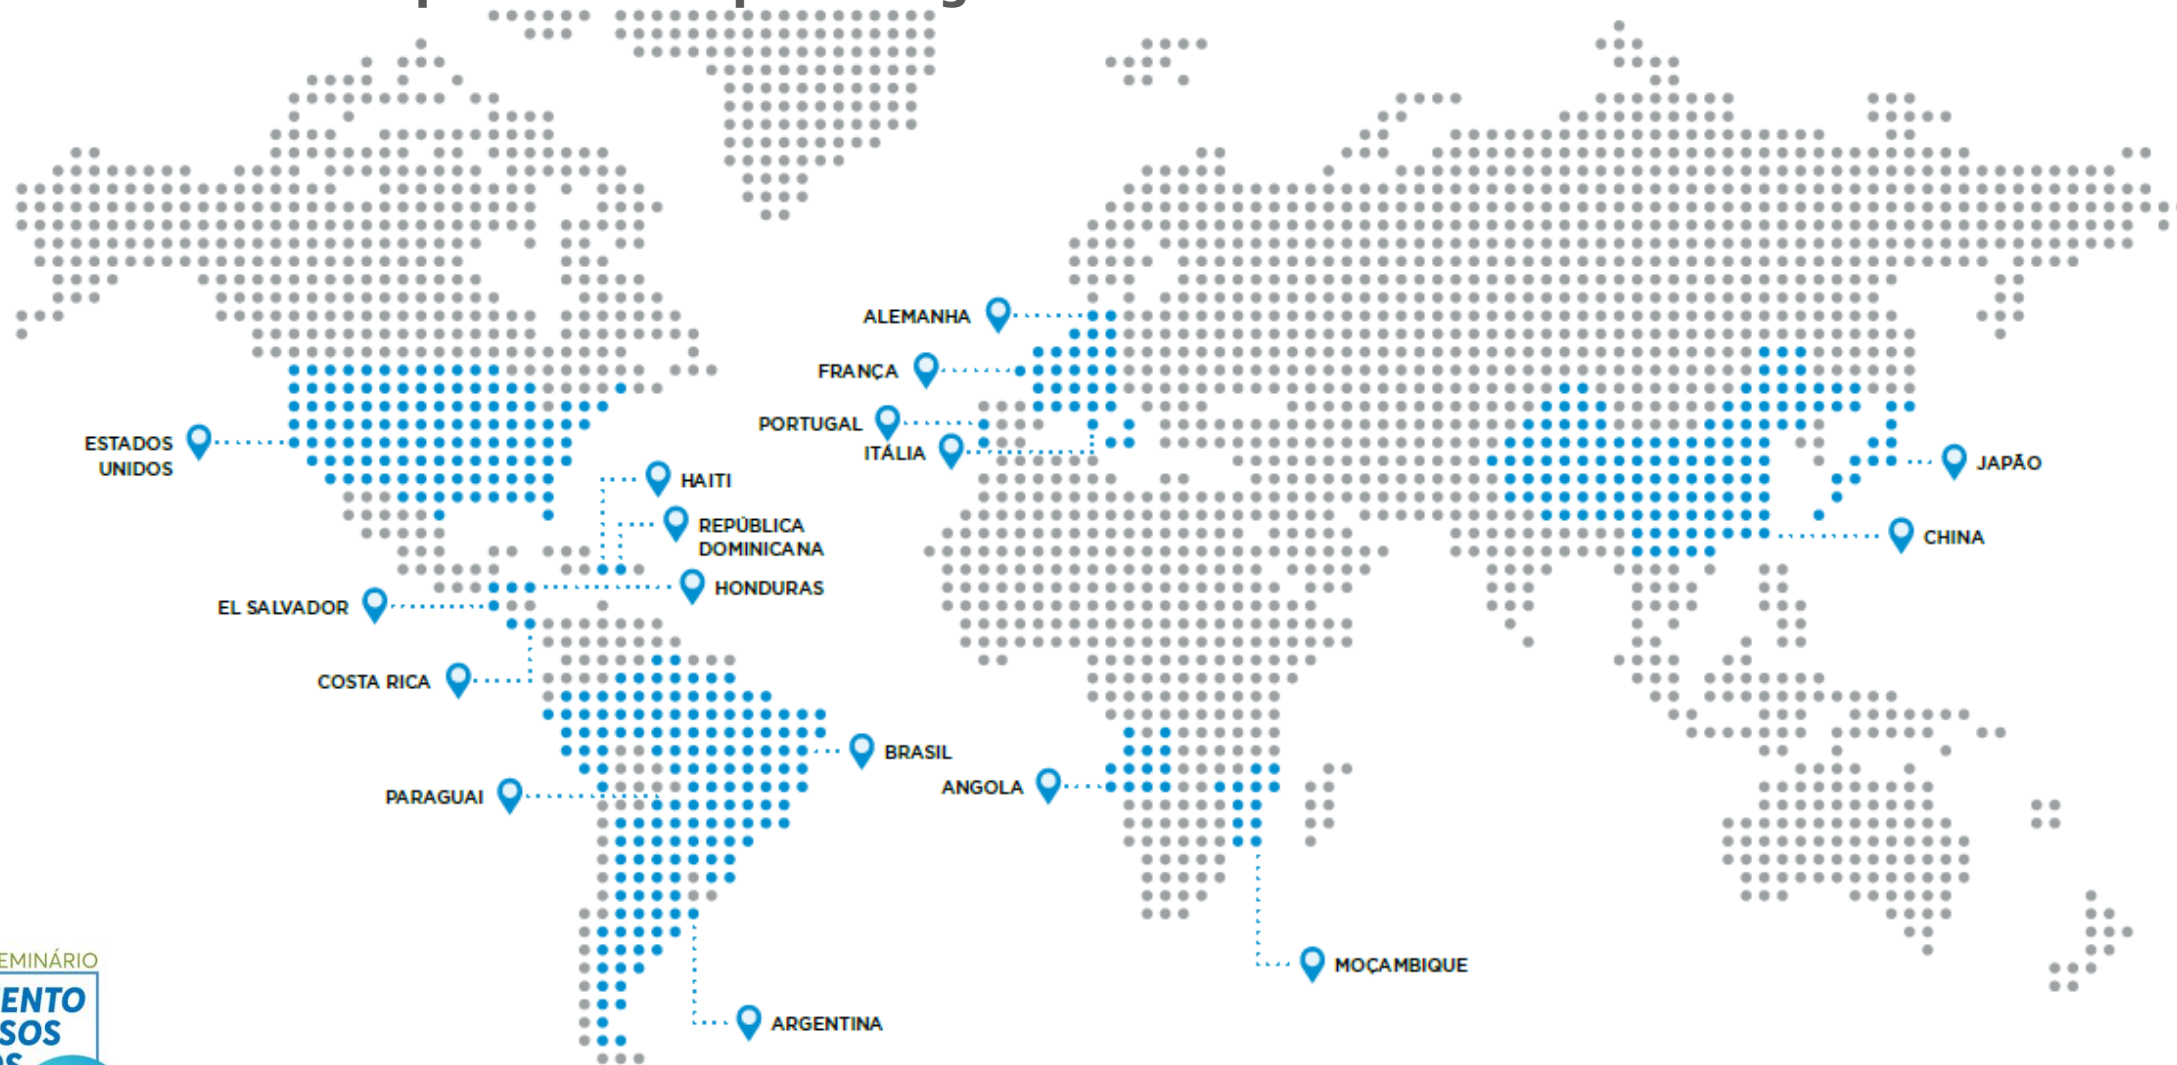 ALEMANHA
FRANÇA
PORTUGAL
ITÁLIA
ESTADOS
UNIDOS
HAITI
REPÚBLICA
DOMINICANA
HONDURAS
EL SALVADOR
COSTA RICA
JAPÃO
CHINA
BRASIL
PARAGUAI
ANGOLA
MOÇAMBIQUE
ARGENTINA
EMINÁRIO
ENTO
SOS